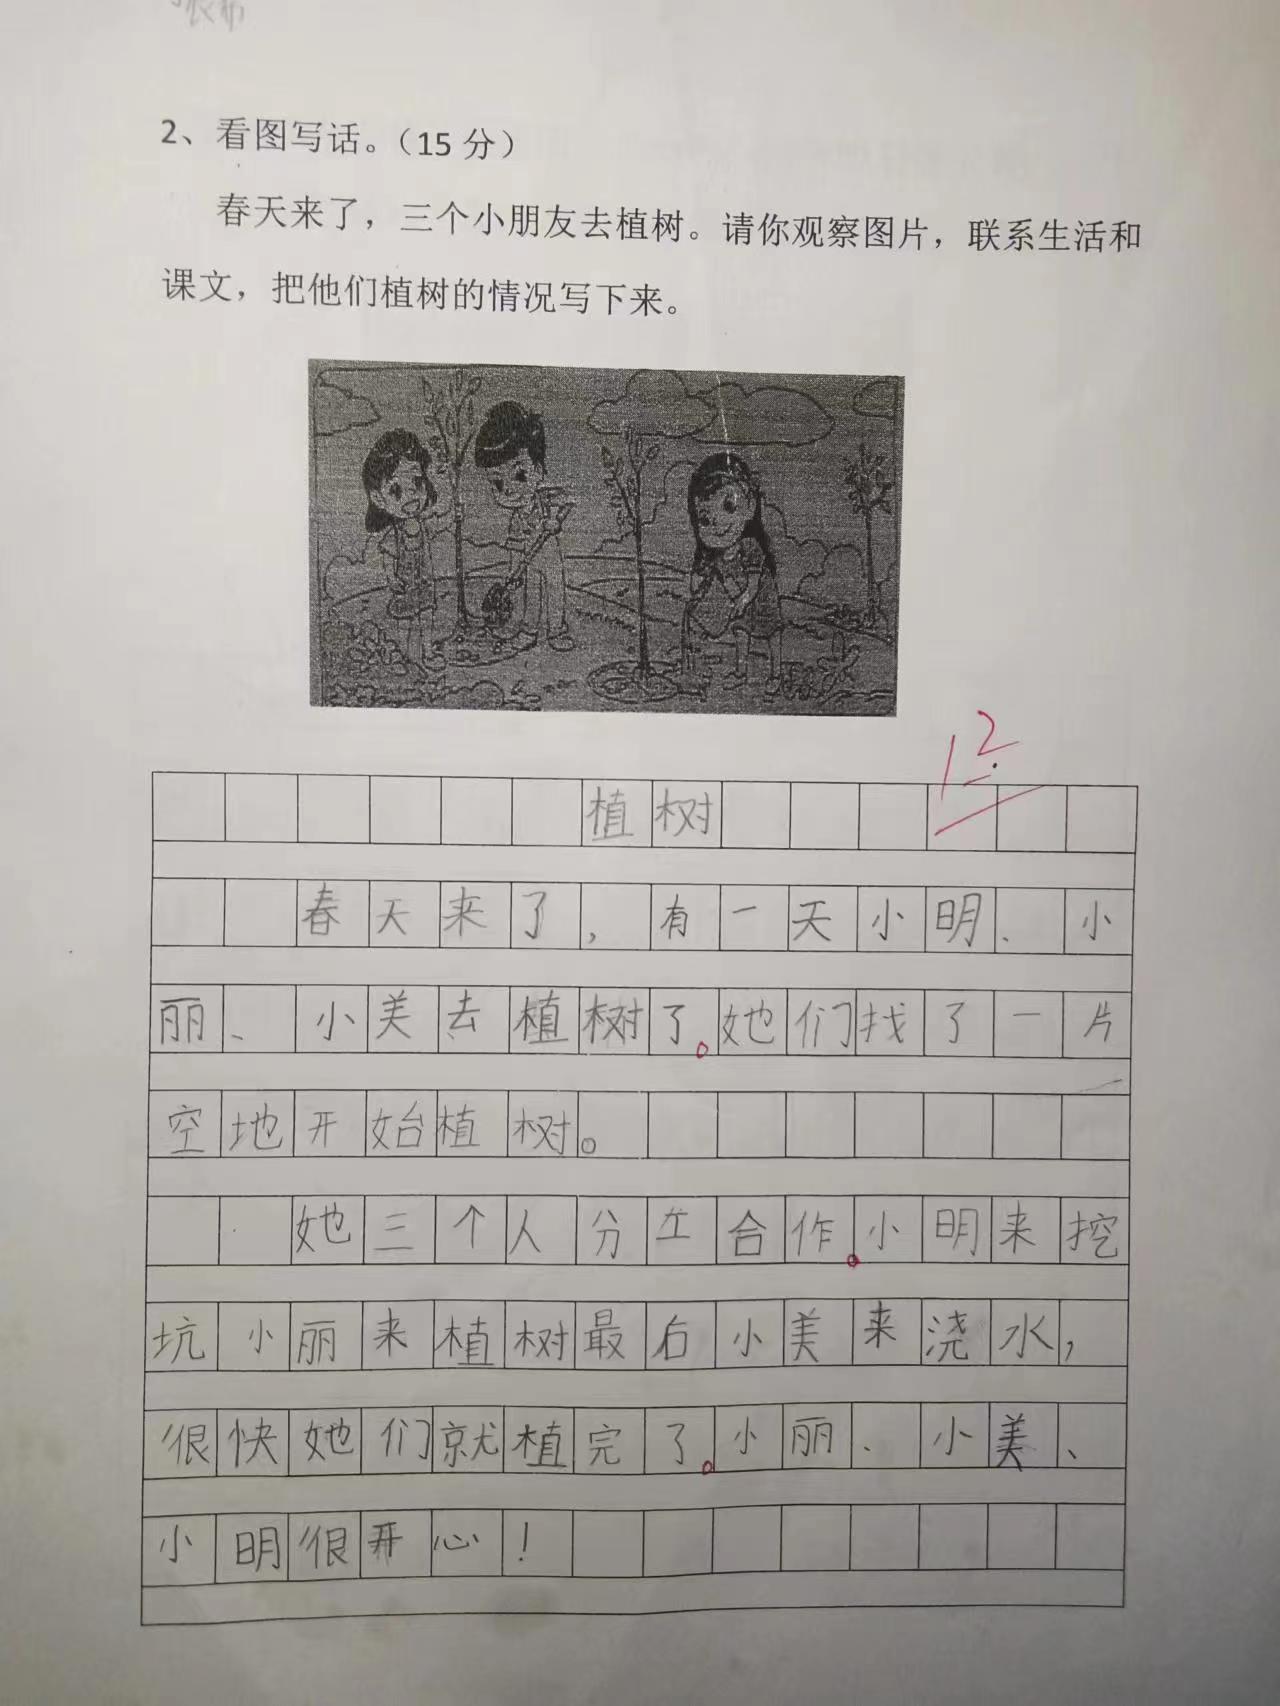 2、看图写话。（15 分）
春天来了，三个小朋友去植树。请你观察图片，联系生活和
课文，把他们植树的情况写下来。
12
植树
春天来了，有一天小明、小
丽、小美去植树了。她们找了一片
空地开始植树。
她三个人分工合作。小明来挖
坑小丽来植树最后小美来浇水，
很快她们就植完了。小丽、小美、
小明很开心！